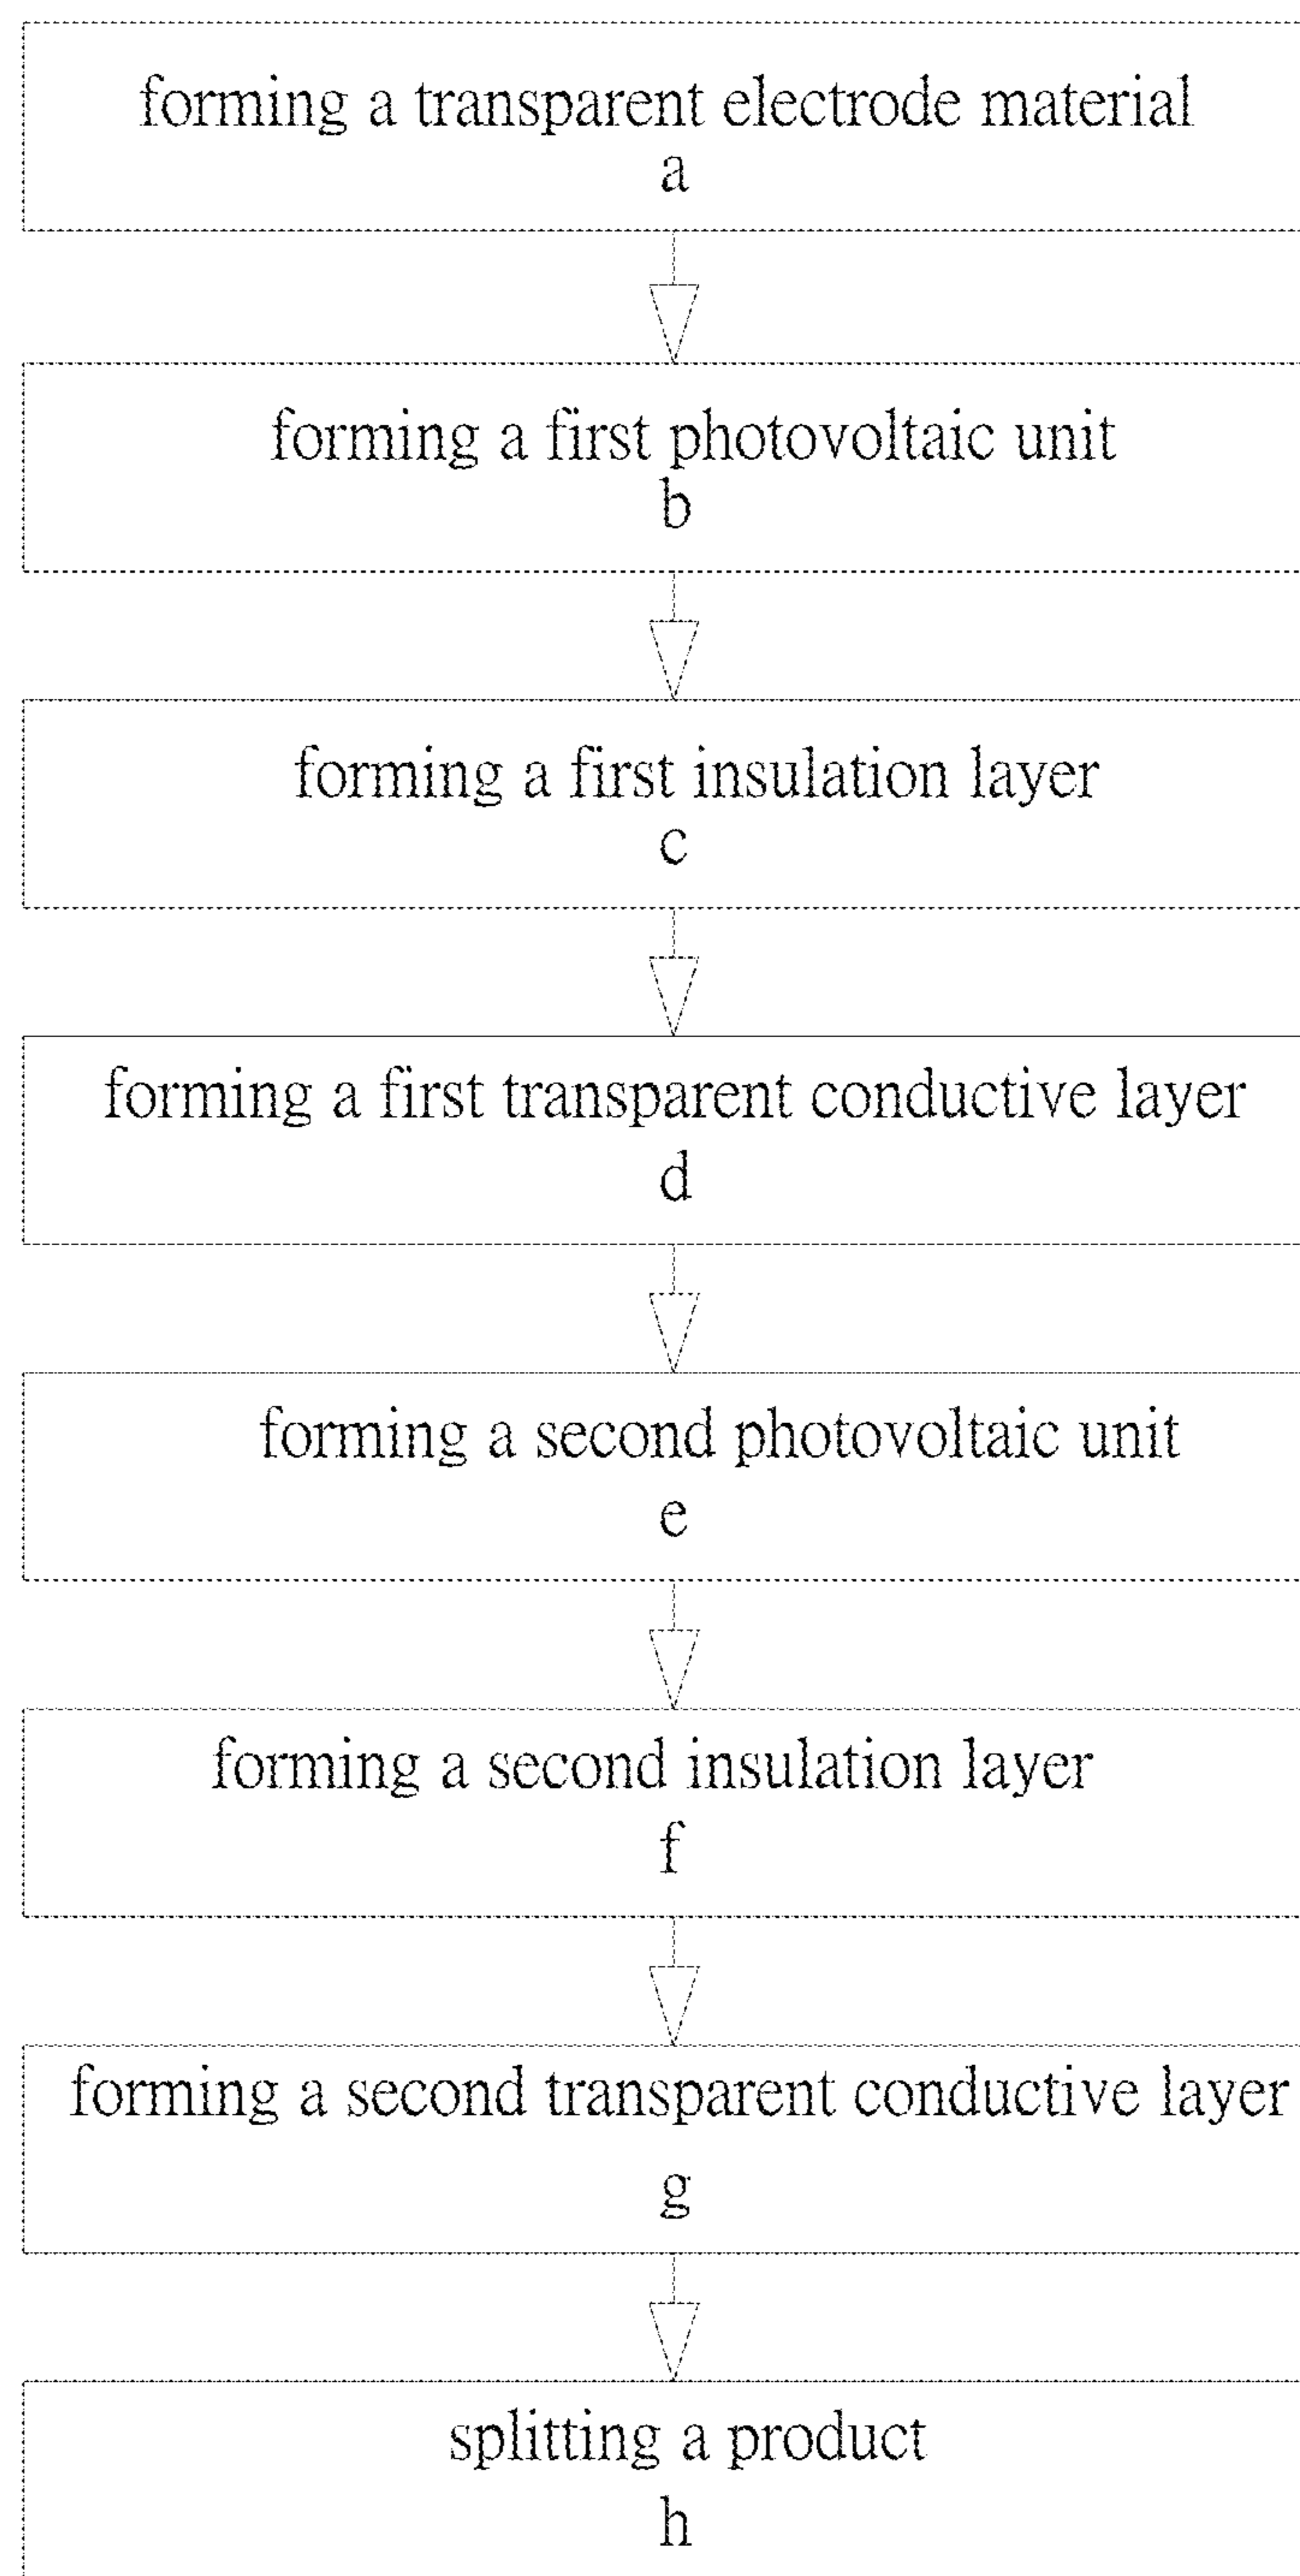 forming a transparent electrode material
a
forming a first photovoltaic unit
b
forming a first insulation layer
c
forming a first transparent conductive layer
d
forming a second photovoltaic unit
e
forming a second insulation layer
f
forming a second transparent conductive layer
g
splitting a product
h